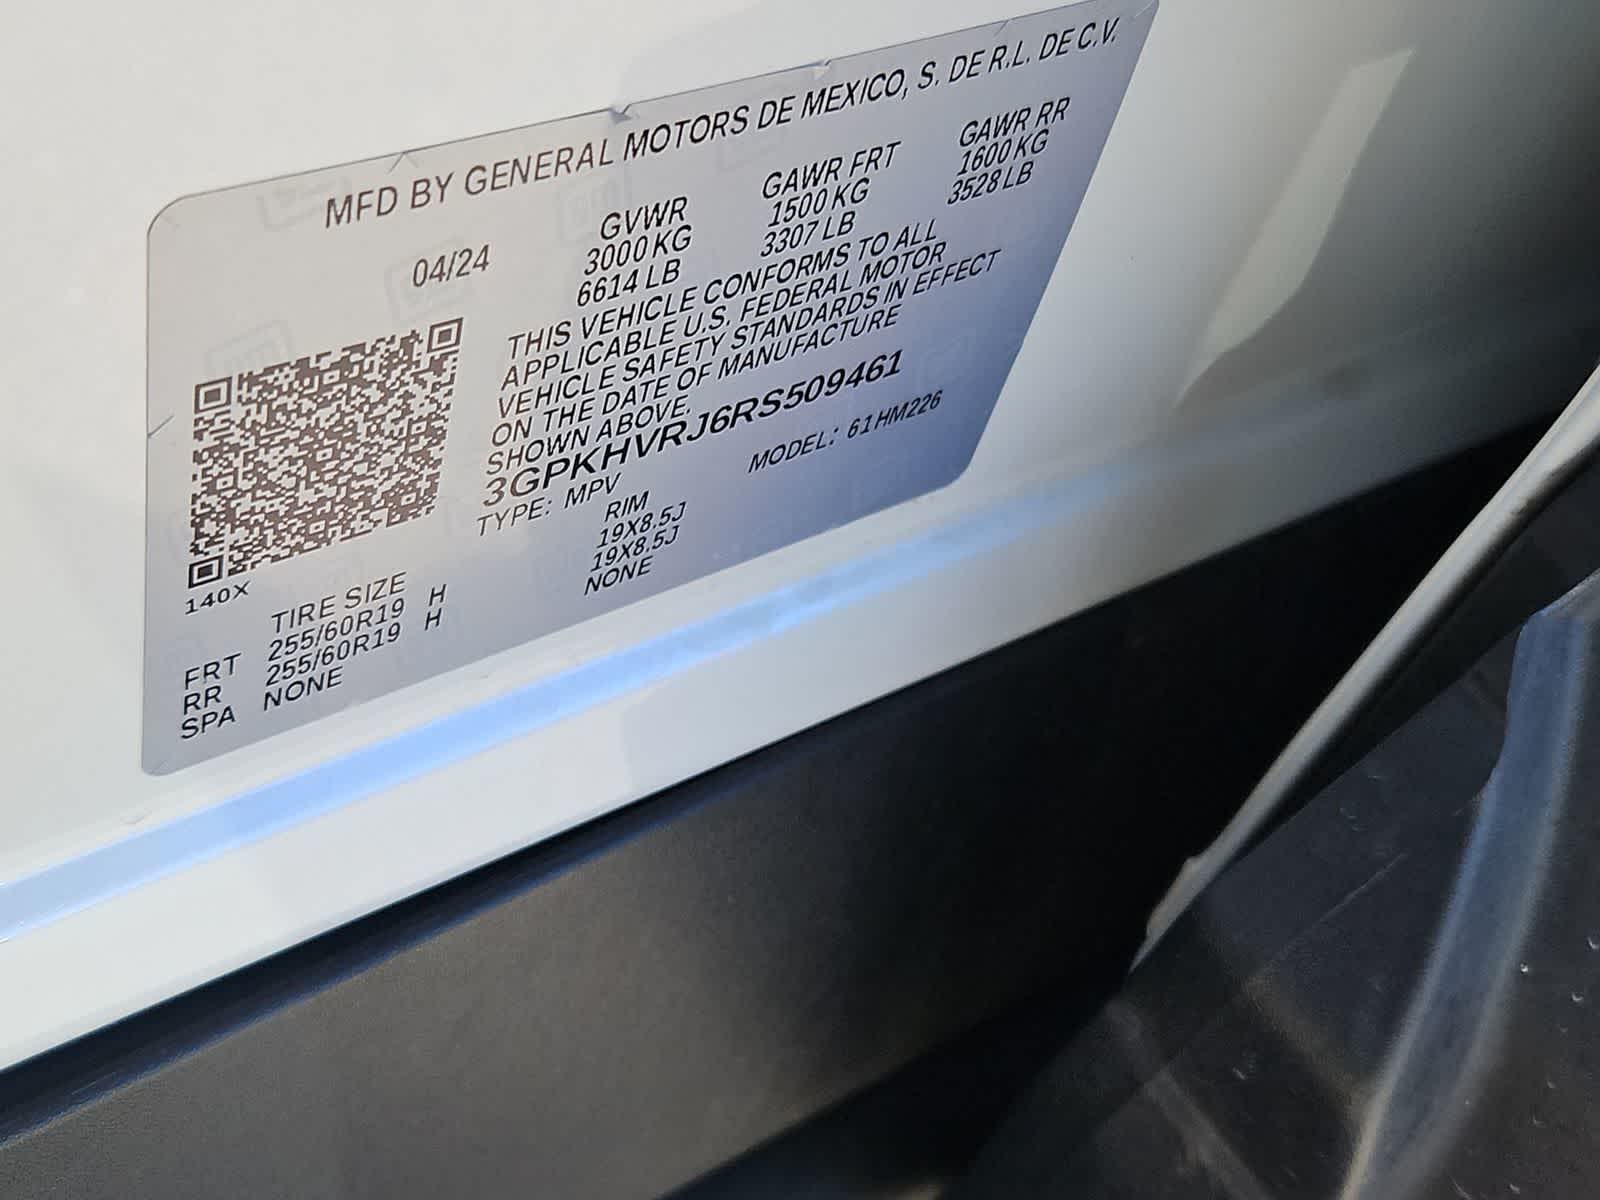 MFD BY GENERAL MOTORS DE MEXICO, S. DE R.L. DE C.V.
04/24 GVWR GAWR FRT GAWR RR
3000 KG 1500 KG 1600 KG
6614 LB 3307 LB 3528 LB
THIS VEHICLE CONFORMS TO ALL
APPLICABLE U.S. FEDERAL MOTOR
VEHICLE SAFETY STANDARDS IN EFFECT
ON THE DATE OF MANUFACTURE
SHOWN ABOVE.
3GPKHVRJ6RS509461
TYPE: MPV MODEL: 61HM226
140X
TIRE SIZE RIM
FRT 255/60R19 H 19X8.5J
RR 255/60R19 H 19X8.5J
SPA NONE NONE